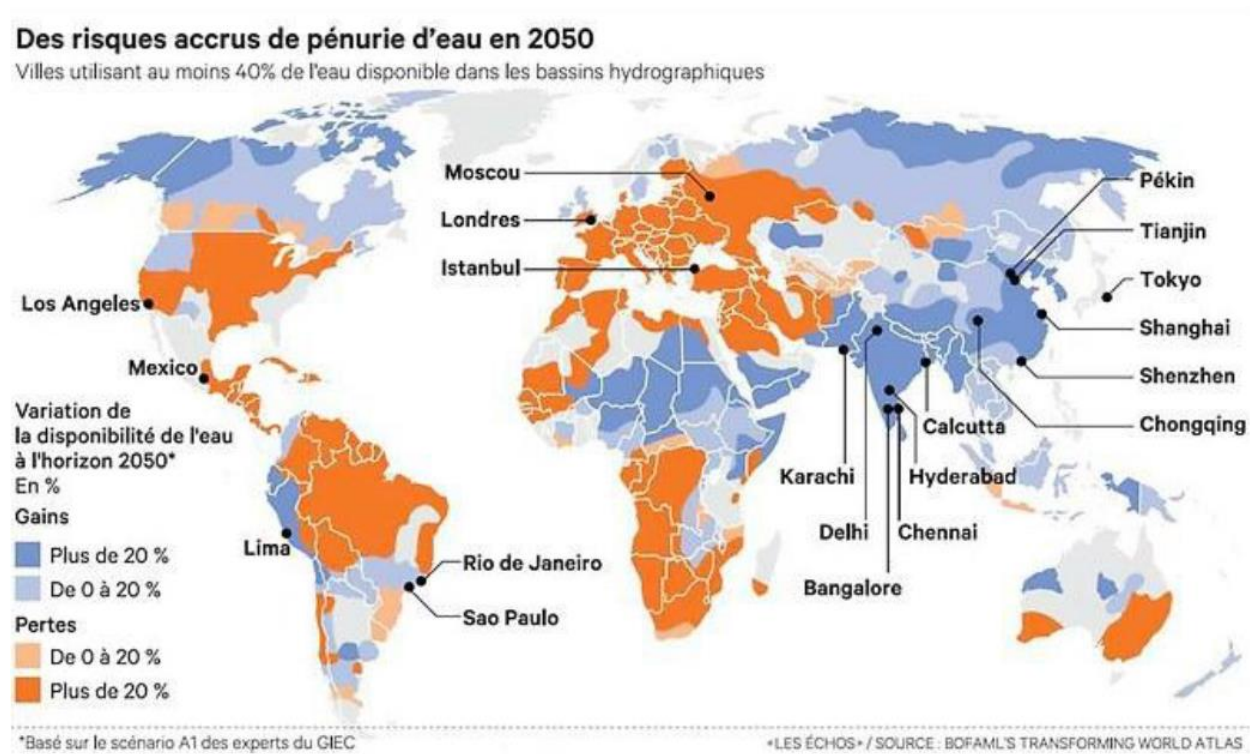 Des risques accrus de pénurie d'eau en 2050
Villes utilisant au moins 40% de l'eau disponible dans les bassins hydrographiques
Moscou
Londres
Istanbul
Los Angeles
Mexico
Pékin
Tianjin
Tokyo
Shanghai
Shenzhen
Chongqing
Calcutta
Karachi
Hyderabad
Delhi
Chennai
Bangalore
Lima
Rio de Janeiro
Sao Paulo
Variation de
la disponibilité de l'eau
à l'horizon 2050*
En %
Gains
Plus de 20 %
De 0 à 20 %
Pertes
De 0 à 20 %
Plus de 20 %
*Basé sur le scénario A1 des experts du GIEC
«LES ÉCHOS» / SOURCE : BOFAML'S TRANSFORMING WORLD ATLAS